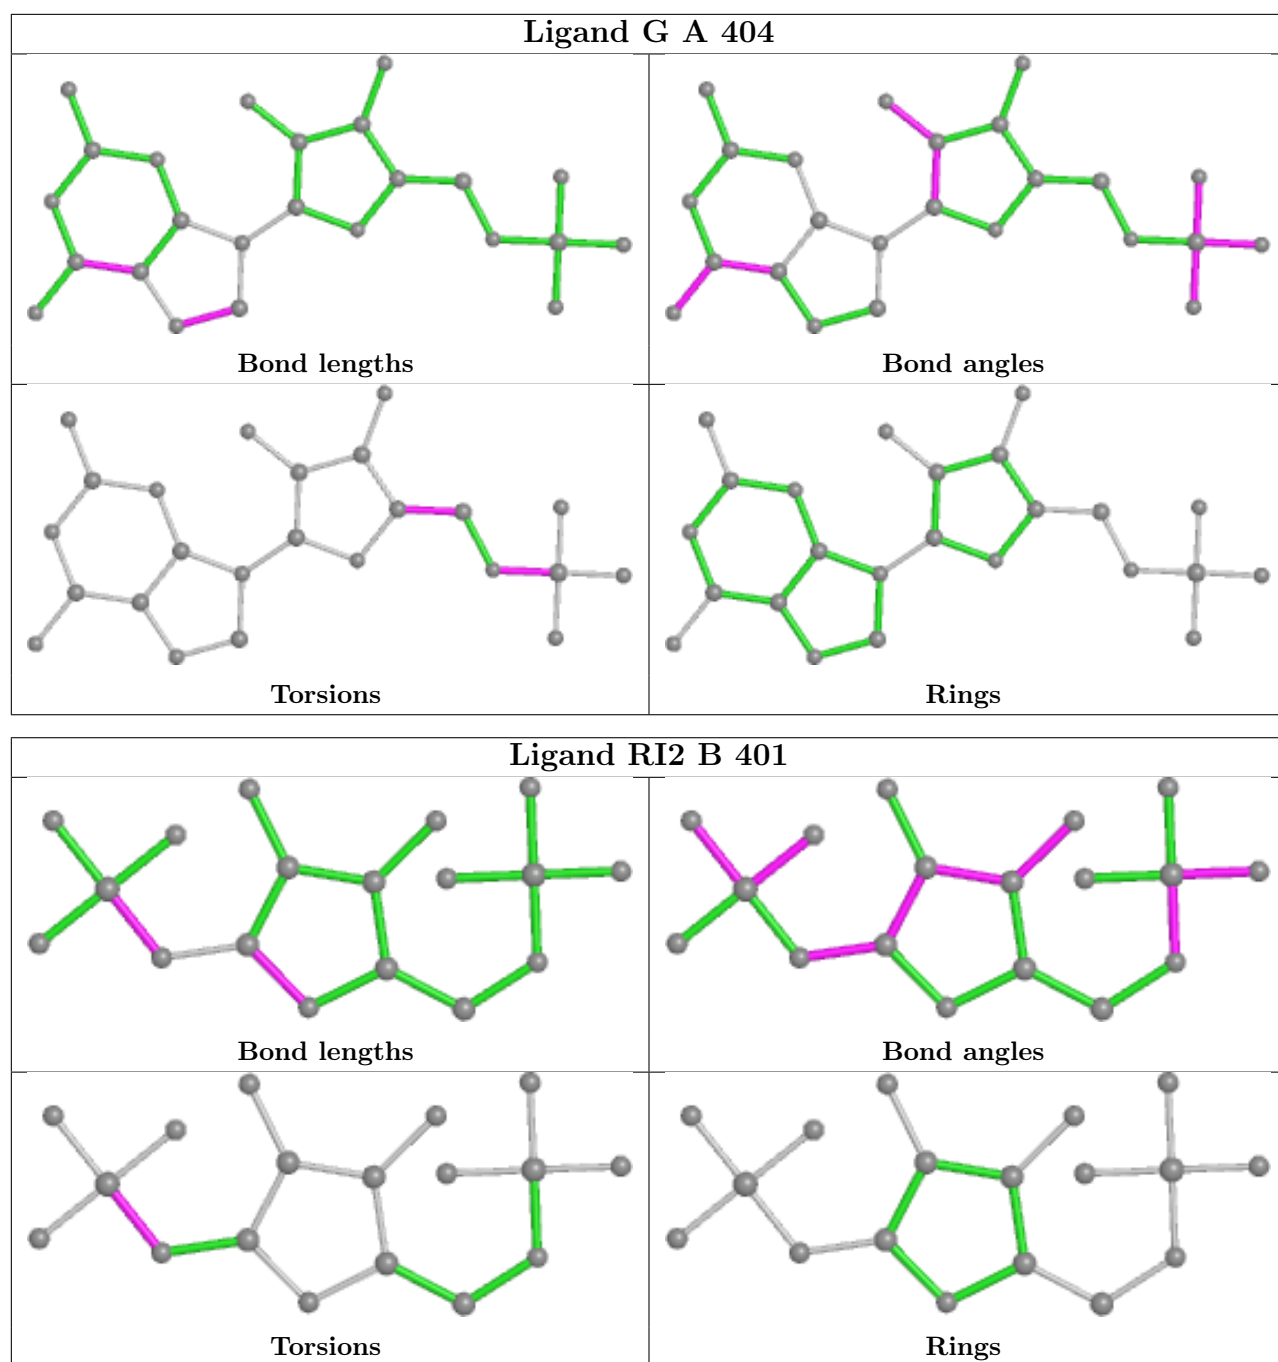 Ligand G A 404
Bond lengths
Bond angles
Torsions
Rings
Ligand RI2 B 401
Bond lengths
Bond angles
Torsions
Rings